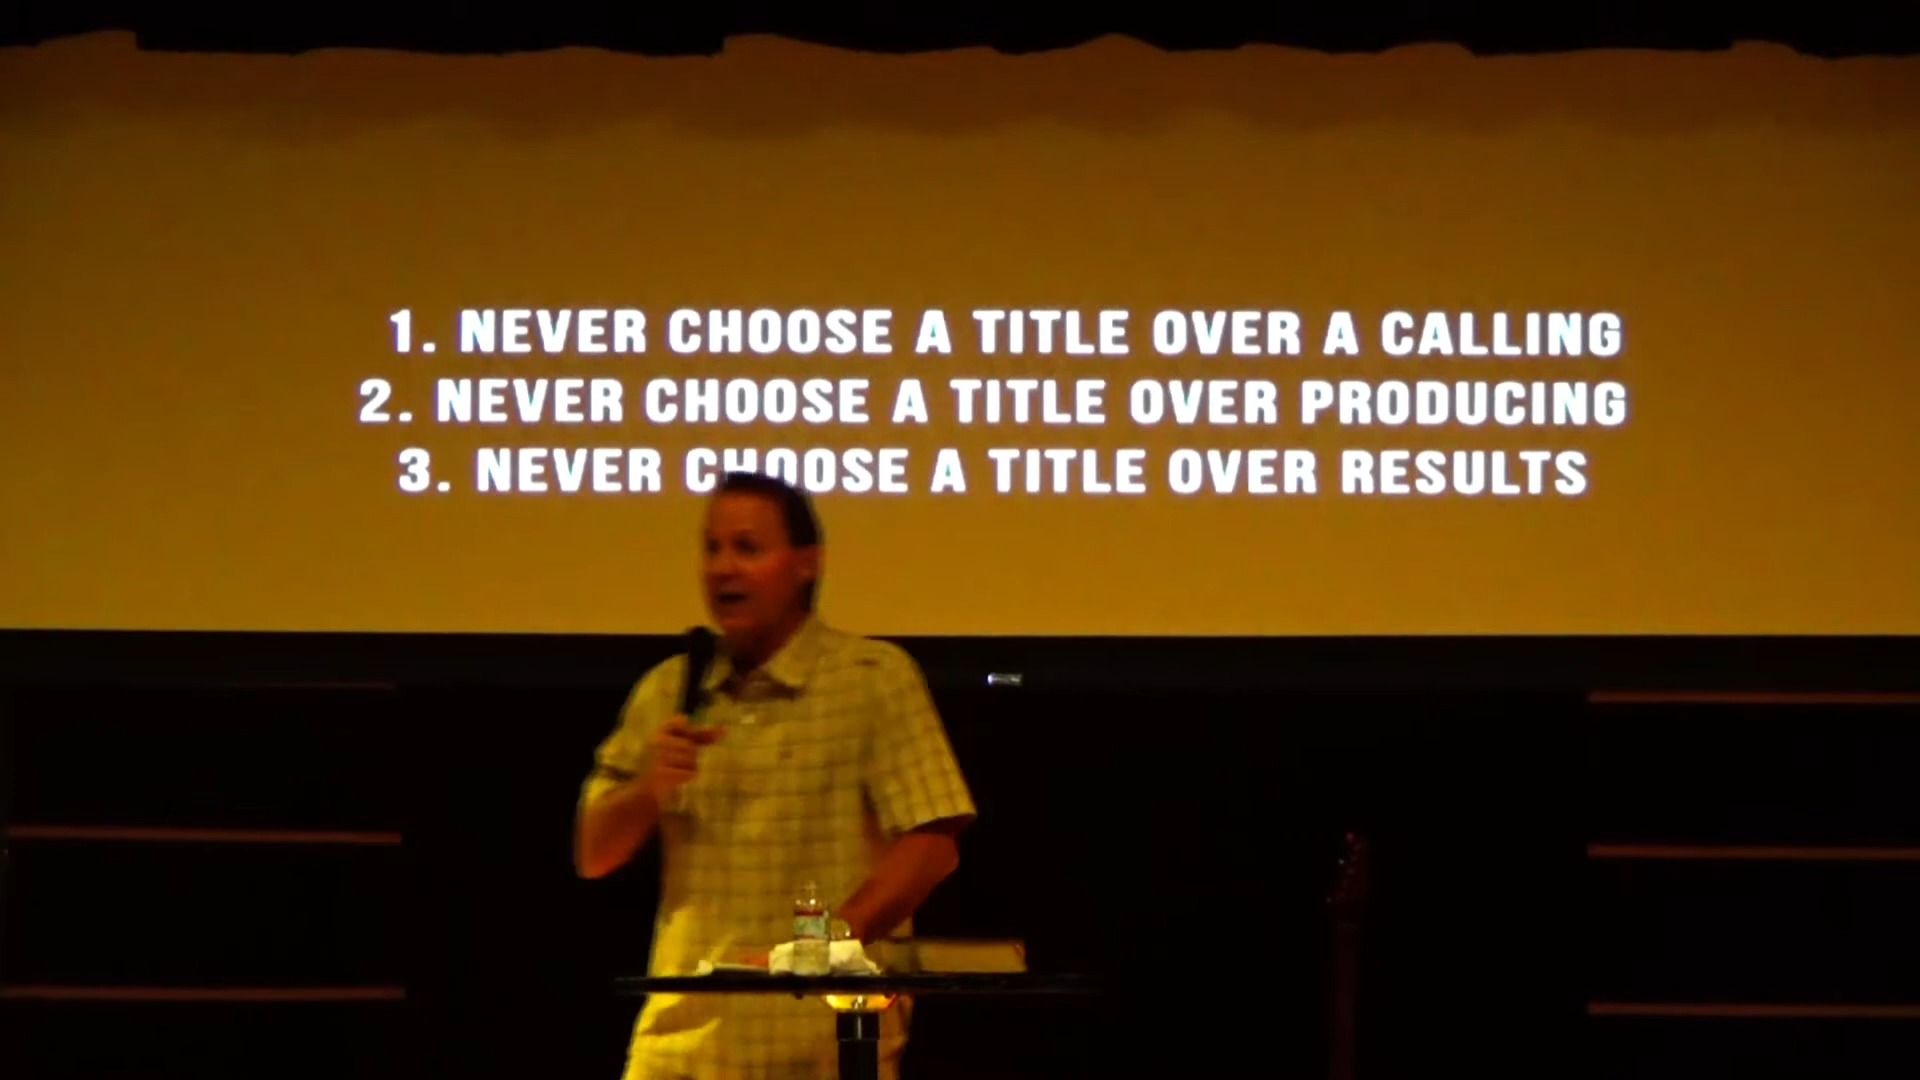 1. NEVER CHOOSE A TITLE OVER A CALLING
2. NEVER CHOOSE A TITLE OVER PRODUCING
3. NEVER CHOOSE A TITLE OVER RESULTS